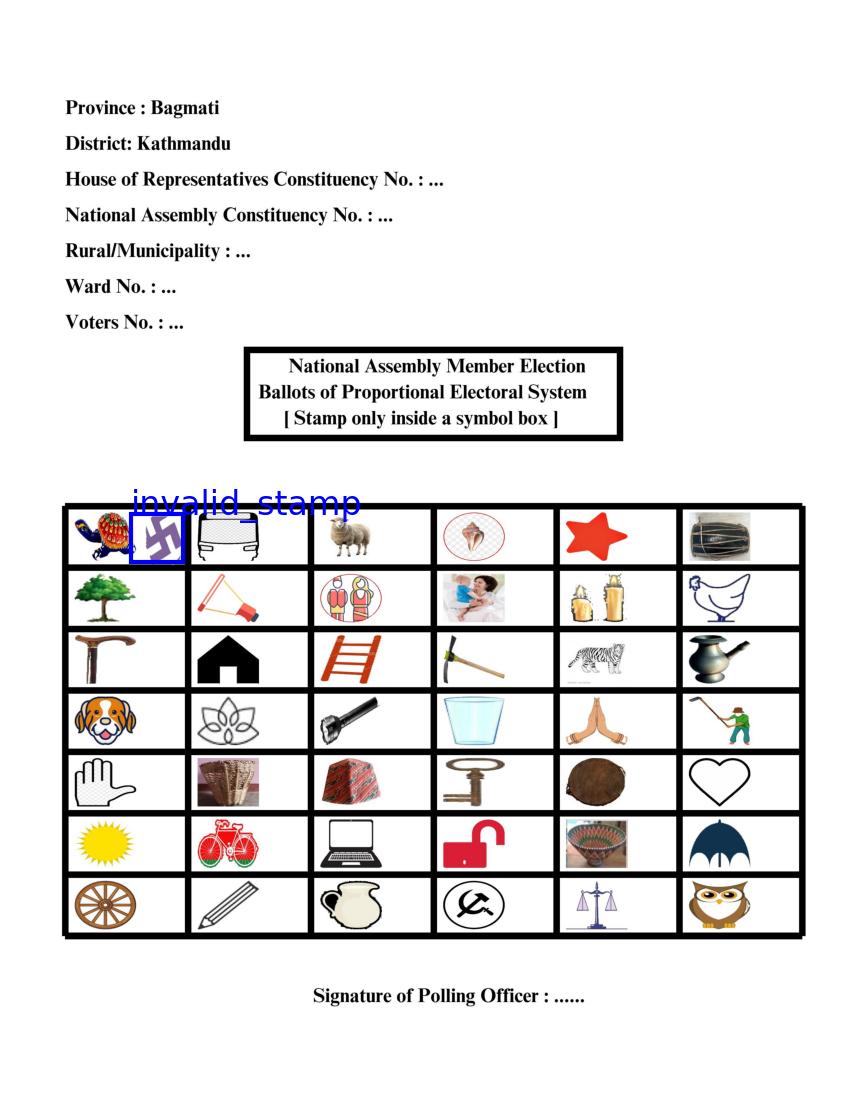 Province : Bagmati
District: Kathmandu
House of Representatives Constituency No. : ...
National Assembly Constituency No. : ...
Rural/Municipality : ...
Ward No. : ...
Voters No. : ...
National Assembly Member Election
Ballots of Proportional Electoral System
[ Stamp only inside a symbol box ]
invalid_stamp
Signature of Polling Officer : ......